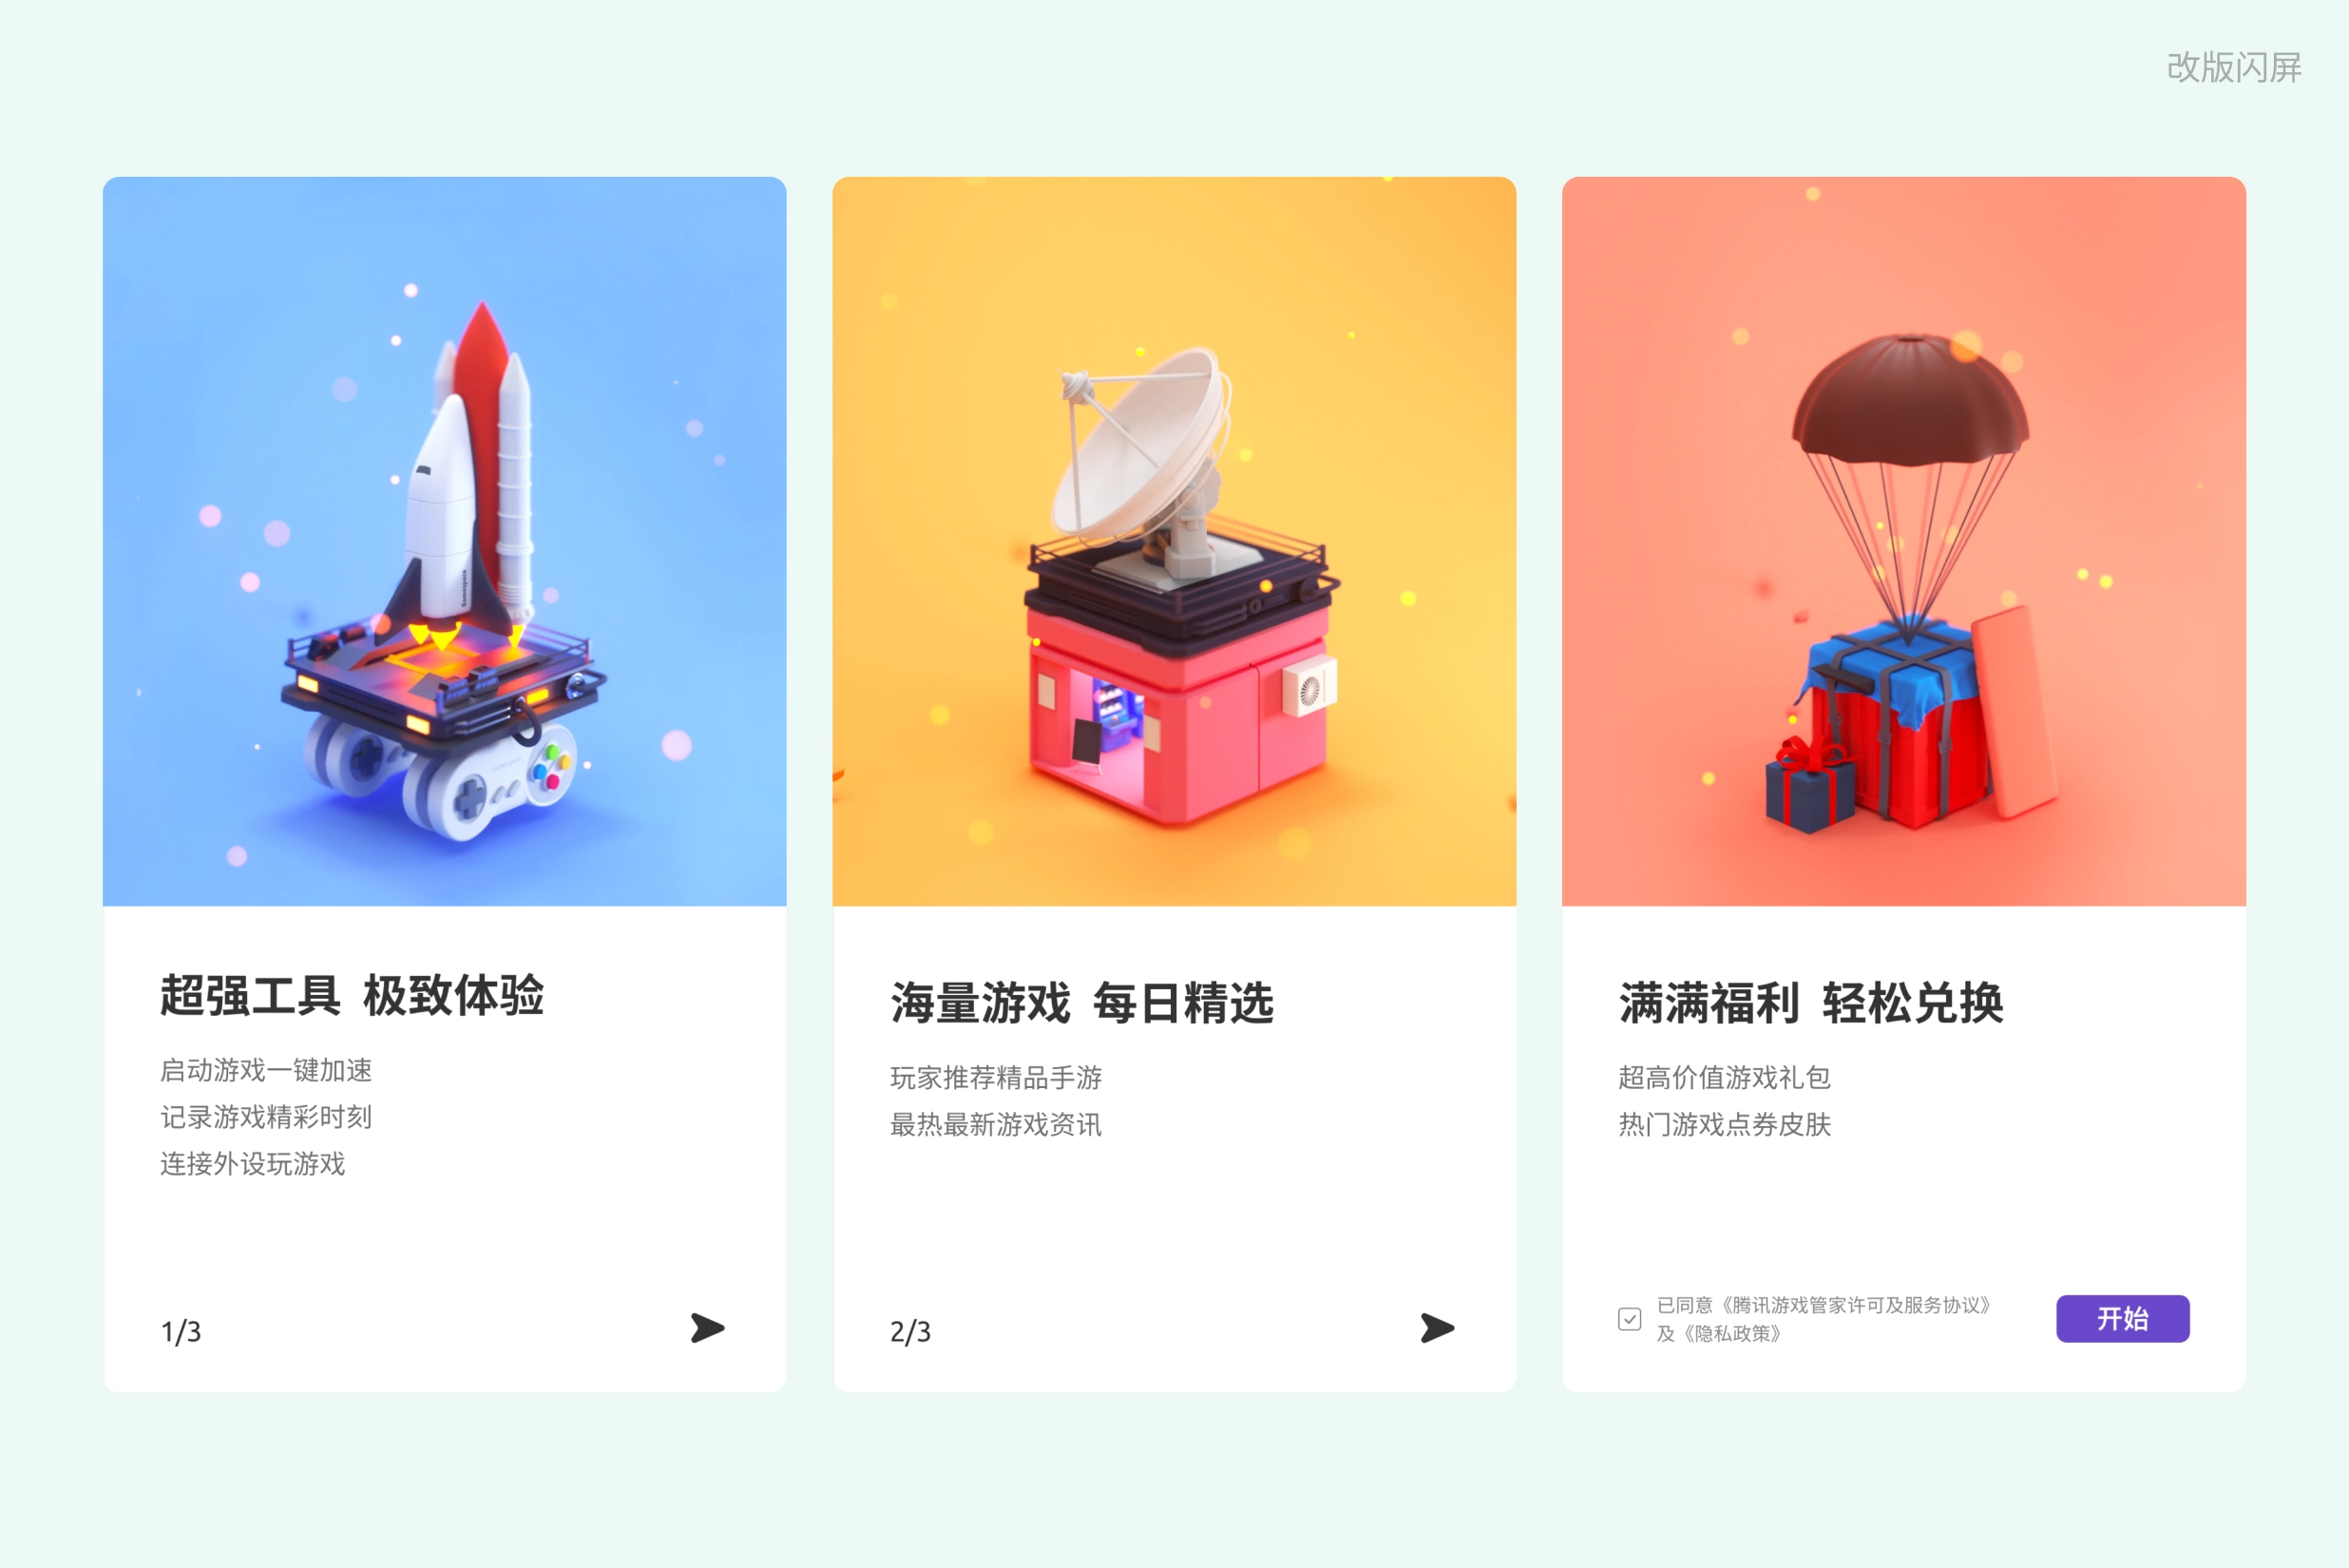 改版闪屏
超强工具 极致体验
启动游戏一键加速
记录游戏精彩时刻
连接外设玩游戏
1/3
海量游戏 每日精选
玩家推荐精品手游
最热最新游戏资讯
2/3
满满福利 轻松兑换
超高价值游戏礼包
热门游戏点券皮肤
已同意《腾讯游戏管家许可及服务协议》
及《隐私政策》
开始